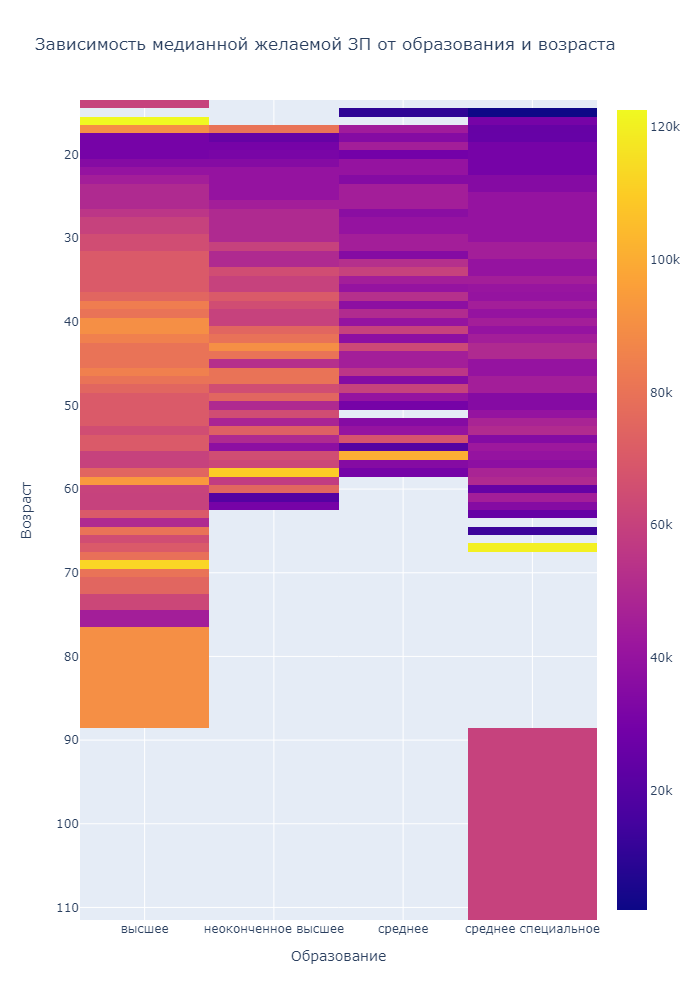 Зависимость медианной желаемой ЗП от образования и возраста
120k
20
30
100k
40
80k
50
60
60k
70
80
40k
90
20k
100
110
Возраст
высшее
неоконченное высшее
среднее
среднее специальное
Образование